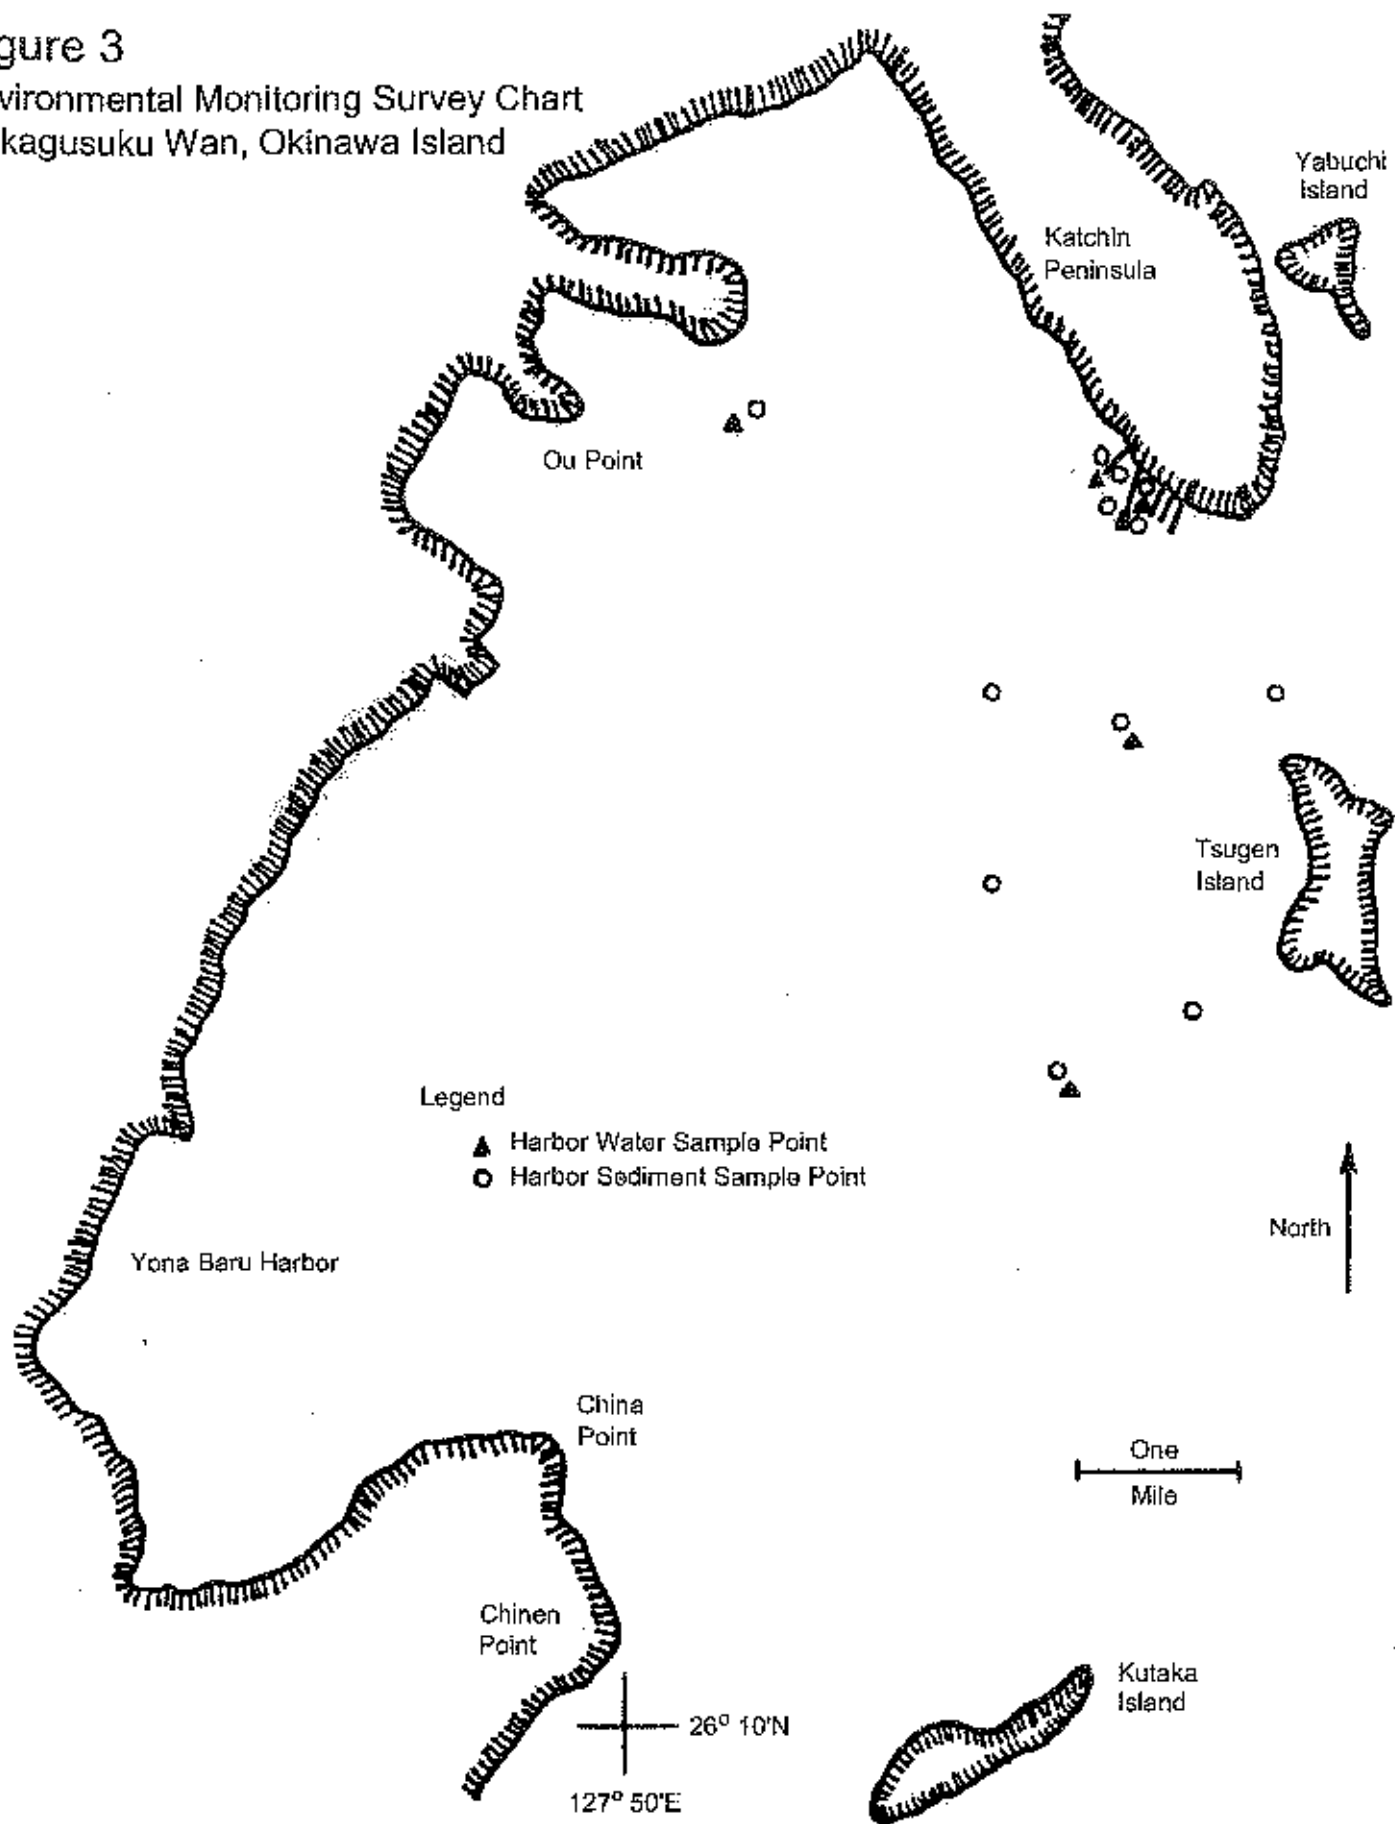 gure 3
vironmental Monitoring Survey Chart
kagusuku Wan, Okinawa Island
Yabuchi
Island
Katchin
Peninsula
Ou Point
Tsugen
Island
Legend
▲ Harbor Water Sample Point
○ Harbor Sediment Sample Point
North
Yona Baru Harbor
China
Point
One
Mile
Chinen
Point
Kutaka
Island
26° 10'N
127° 50'E